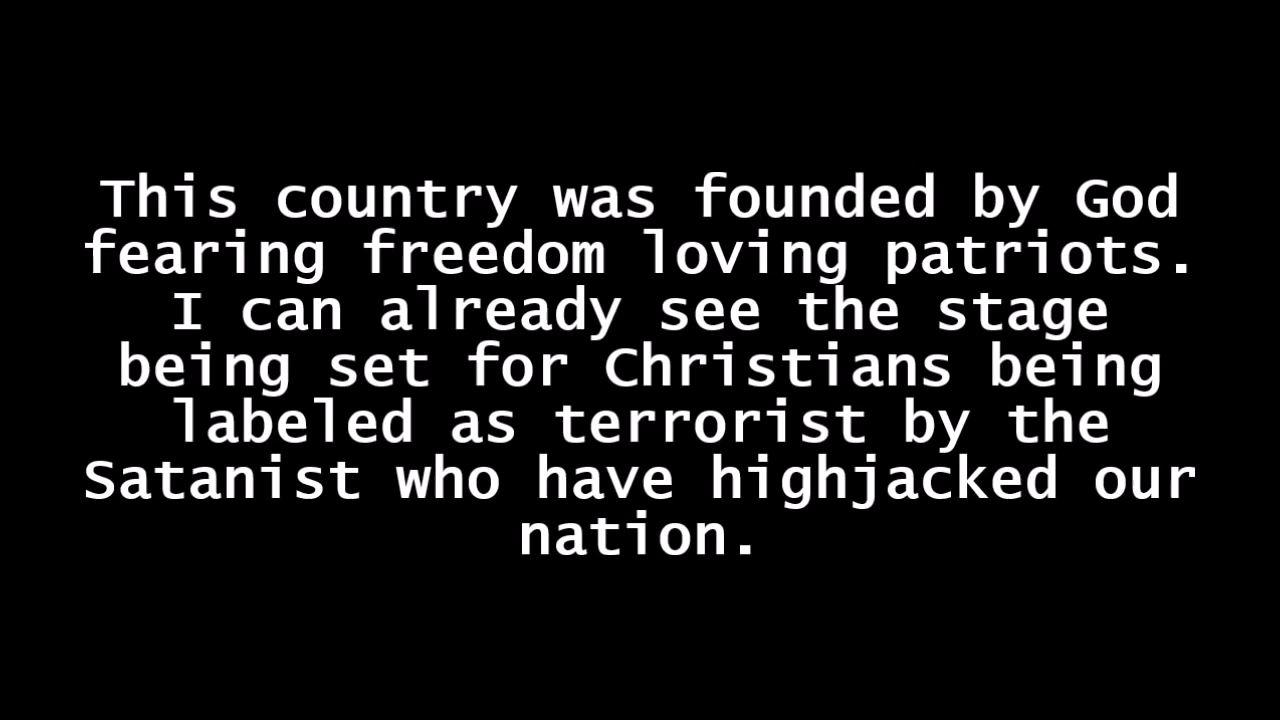 This country was founded by God
fearing freedom loving patriots.
I can already see the stage
being set for Christians being
labeled as terrorist by the
Satanist who have highjacked our
nation.